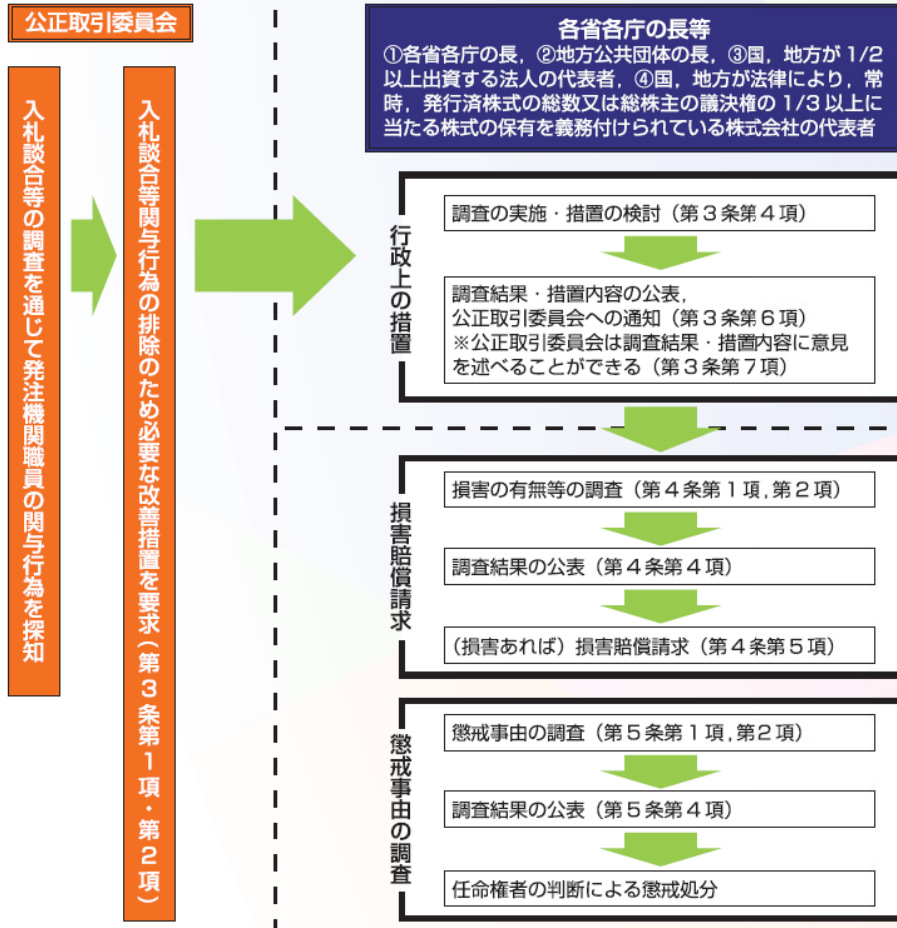 公正取引委員会
入札談合等の調査を通じて発注機関職員の関与行為を探知
入札談合等関与行為の排除のため必要な改善措置を要求（第３条第１項・第２項）
各省各庁の長等
①各省各庁の長，②地方公共団体の長，③国，地方が 1/2
以上出資する法人の代表者，④国，地方が法律により，常
時，発行済株式の総数又は総株主の議決権の 1/3 以上に
当たる株式の保有を義務付けられている株式会社の代表者
行政上の措置
調査の実施・措置の検討（第３条第４項）
調査結果・措置内容の公表，
公正取引委員会への通知（第３条第６項）
※公正取引委員会は調査結果・措置内容に意見
を述べることができる（第３条第７項）
損害賠償請求
損害の有無等の調査（第４条第１項，第２項）
調査結果の公表（第４条第４項）
（損害あれば）損害賠償請求（第４条第５項）
懲戒事由の調査
懲戒事由の調査（第５条第１項，第２項）
調査結果の公表（第５条第４項）
任命権者の判断による懲戒処分